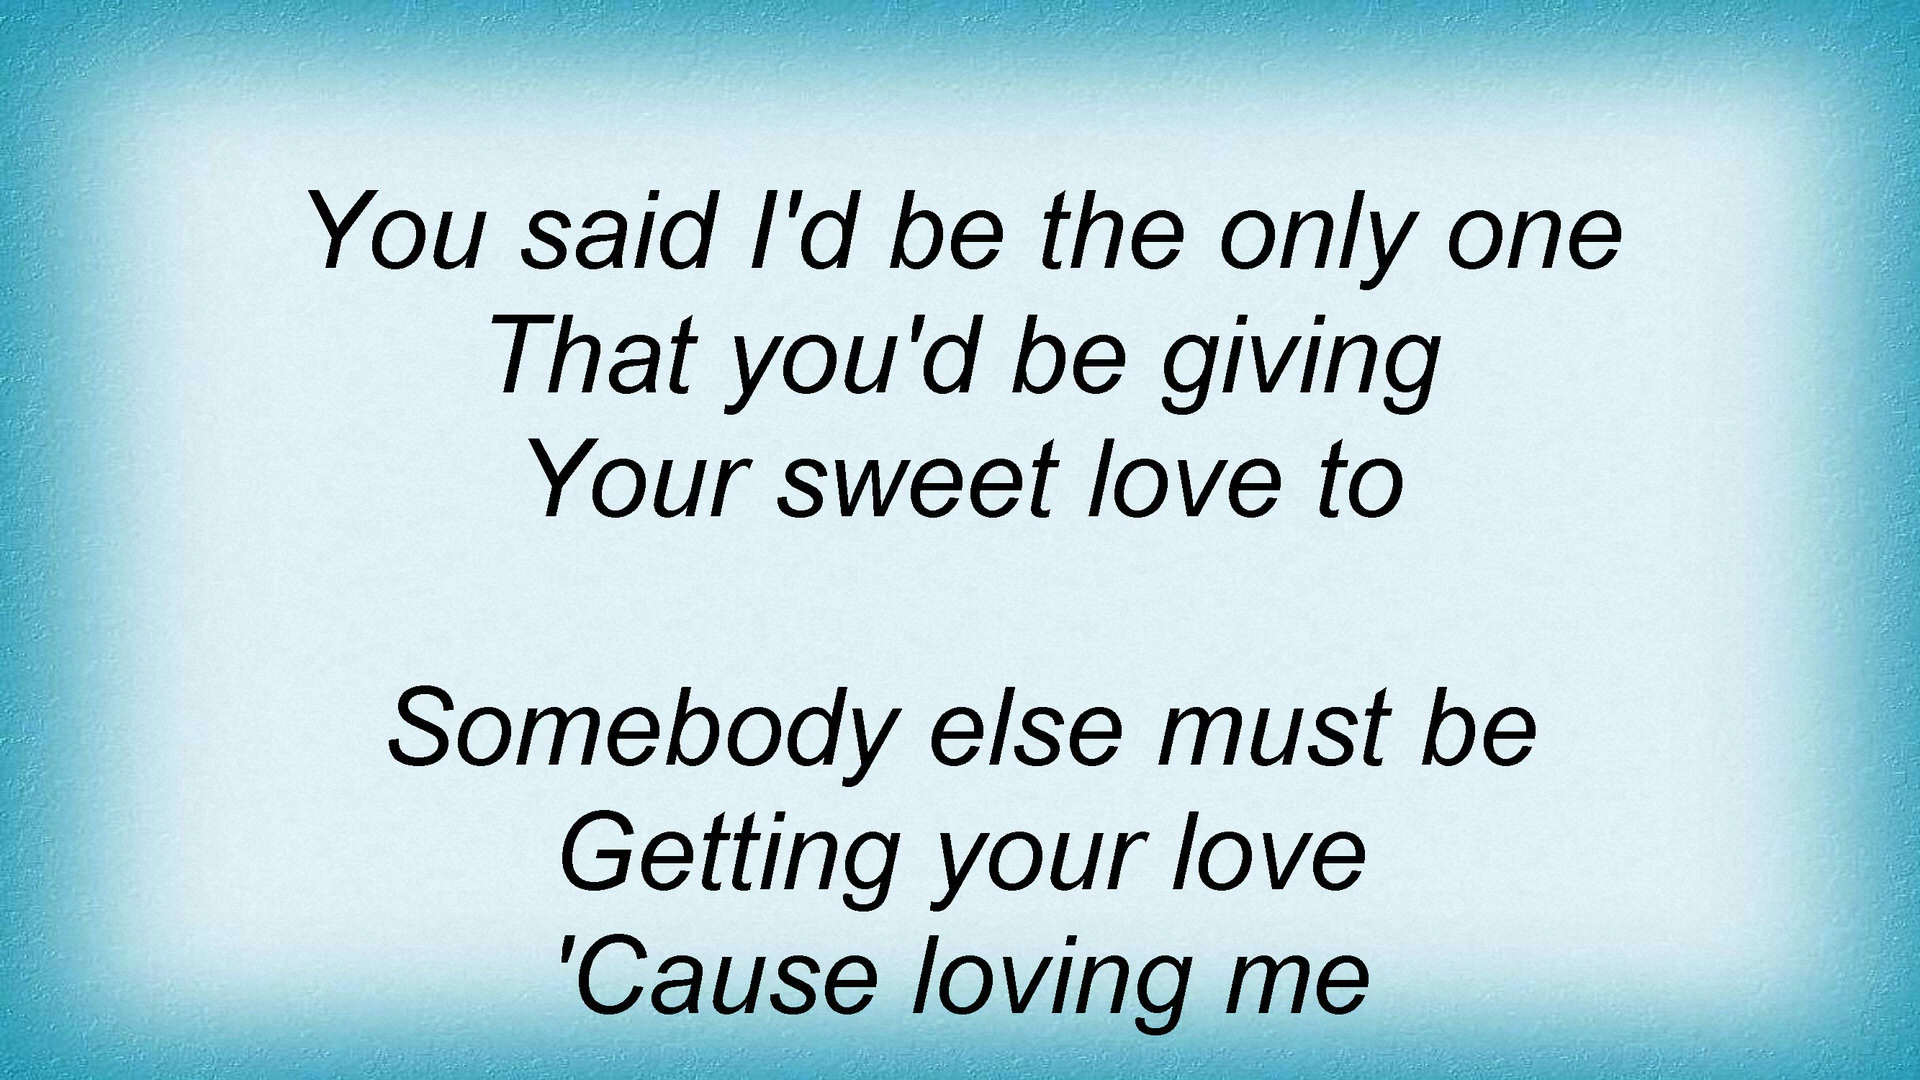 You said I'd be the only one
That you'd be giving
Your sweet love to
Somebody else must be
Getting your love
'Cause loving me